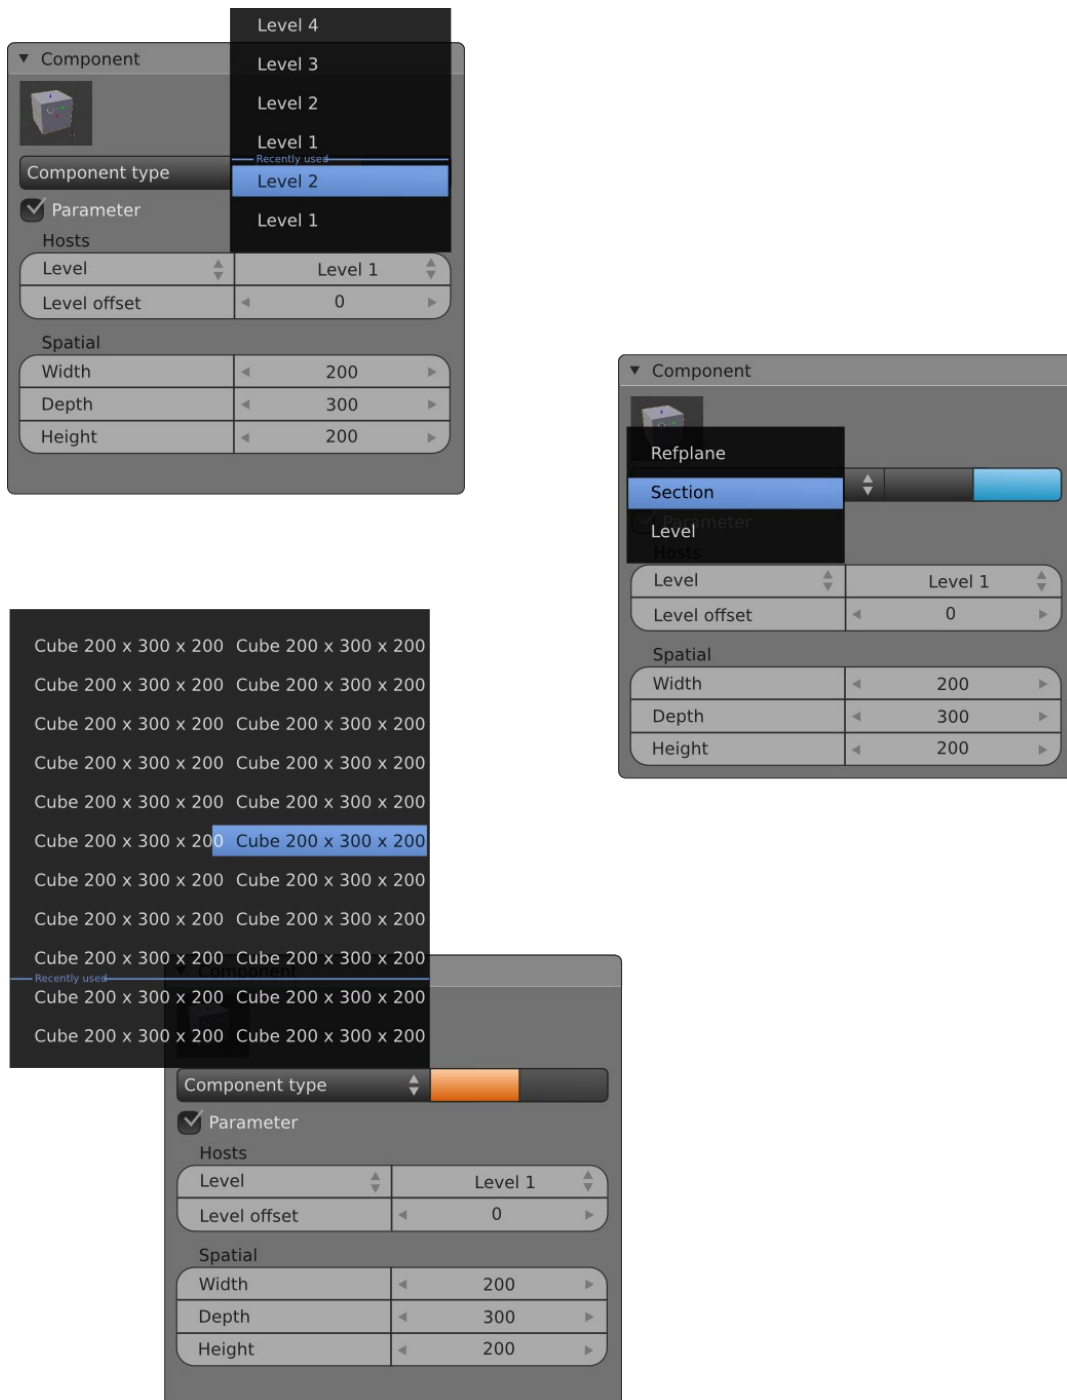 Level 4
Component
Level 3
Level 2
Level 1
Recently used
Component type
Level 2
Parameter
Level 1
Hosts
Level Level 1
Level offset 0
Spatial
Width 200
Depth 300
Height 200
Component
Refplane
Section
Parameter
Level
Hosts
Level Level 1
Level offset 0
Spatial
Width 200
Depth 300
Height 200
Cube 200 x 300 x 200 Cube 200 x 300 x 200
Cube 200 x 300 x 200 Cube 200 x 300 x 200
Cube 200 x 300 x 200 Cube 200 x 300 x 200
Cube 200 x 300 x 200 Cube 200 x 300 x 200
Cube 200 x 300 x 200 Cube 200 x 300 x 200
Cube 200 x 300 x 200 Cube 200 x 300 x 200
Cube 200 x 300 x 200 Cube 200 x 300 x 200
Cube 200 x 300 x 200 Cube 200 x 300 x 200
Cube 200 x 300 x 200 Cube 200 x 300 x 200
Component
Recently used
Cube 200 x 300 x 200 Cube 200 x 300 x 200
Cube 200 x 300 x 200 Cube 200 x 300 x 200
Component type
Parameter
Hosts
Level Level 1
Level offset 0
Spatial
Width 200
Depth 300
Height 200